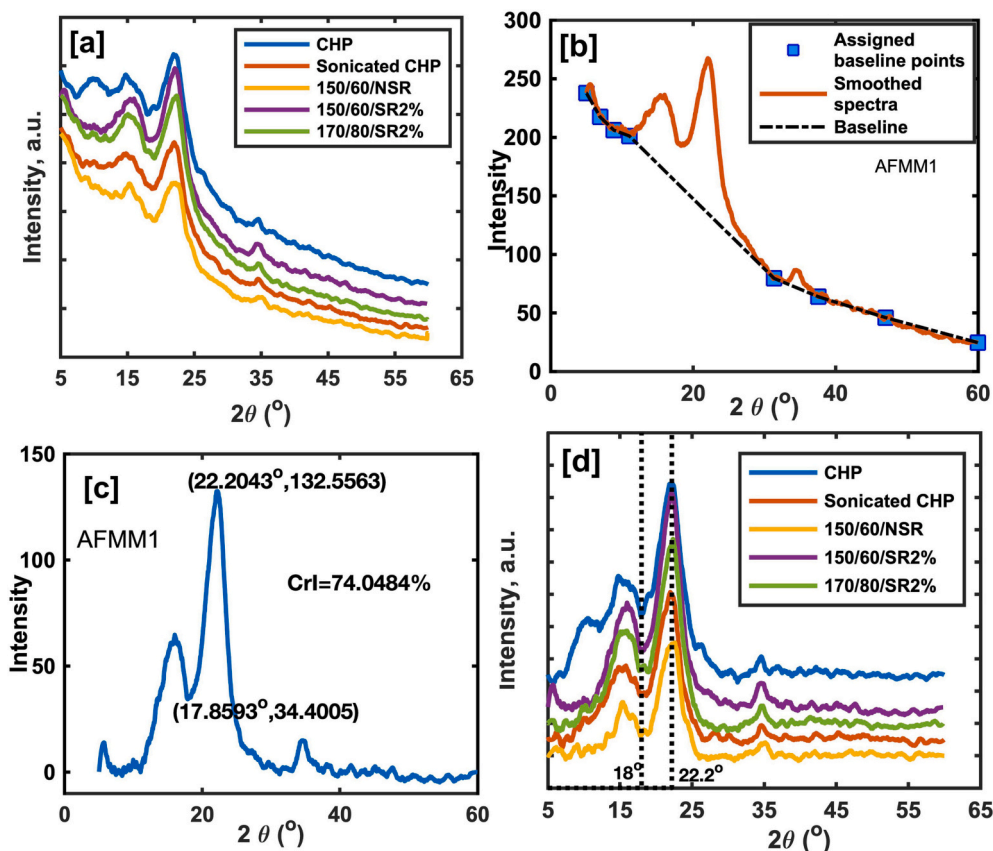 [a]
CHP
Sonicated CHP
150/60/NSR
150/60/SR2%
170/80/SR2%
Intensity, a.u.
5 15 25 35 45 55 65
2θ (°)
[b]
Assigned
baseline points
Smoothed
spectra
Baseline
AFMM1
Intensity
300
250
200
150
100
50
0
0 20 40 60
2 θ (°)
[c]
(22.2043°,132.5563)
AFMM1
CrI=74.0484%
(17.8593°,34.4005)
Intensity
150
100
50
0
0 20 40 60
2 θ (°)
[d]
CHP
Sonicated CHP
150/60/NSR
150/60/SR2%
170/80/SR2%
Intensity, a.u.
18°
22.2°
5 15 25 35 45 55 65
2θ (°)